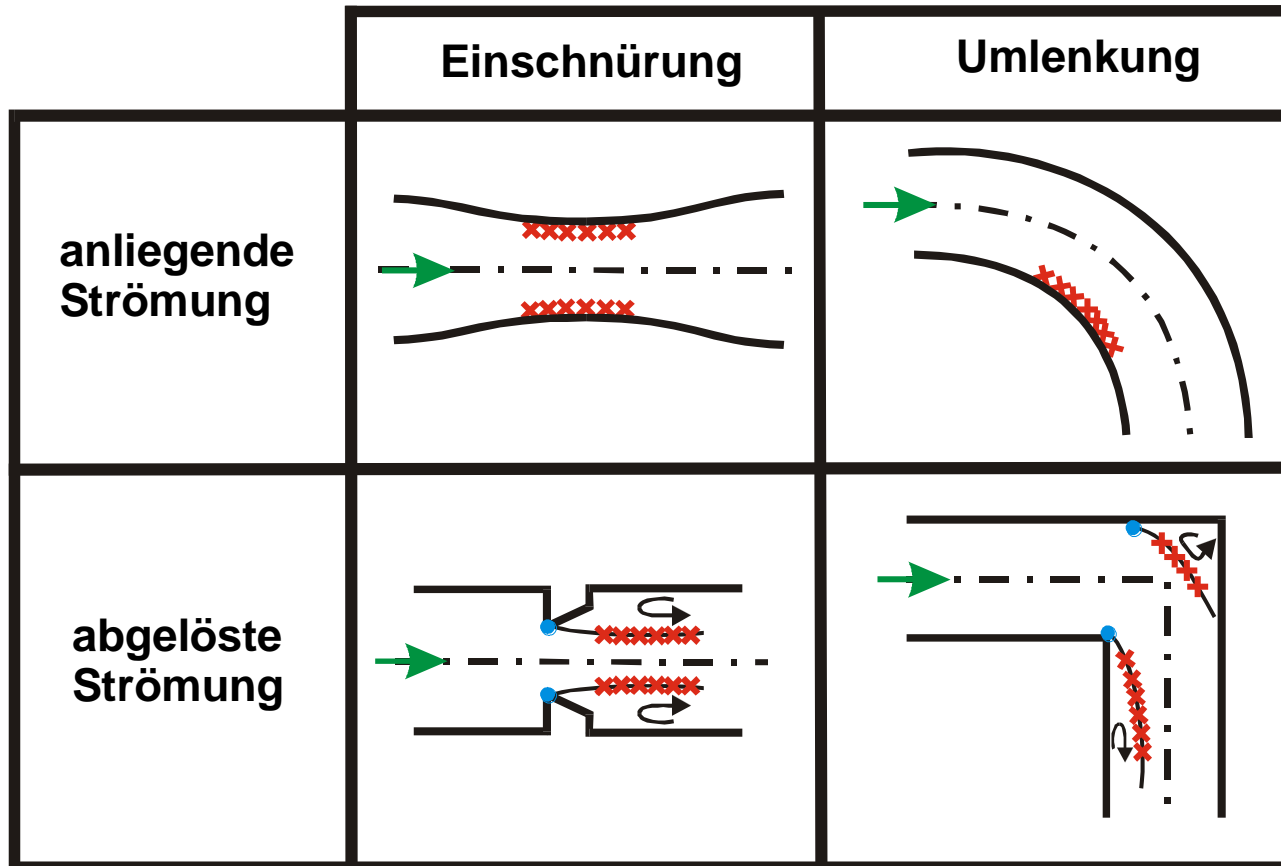 Einschnürung
Umlenkung
anliegende
Strömung
abgelöste
Strömung